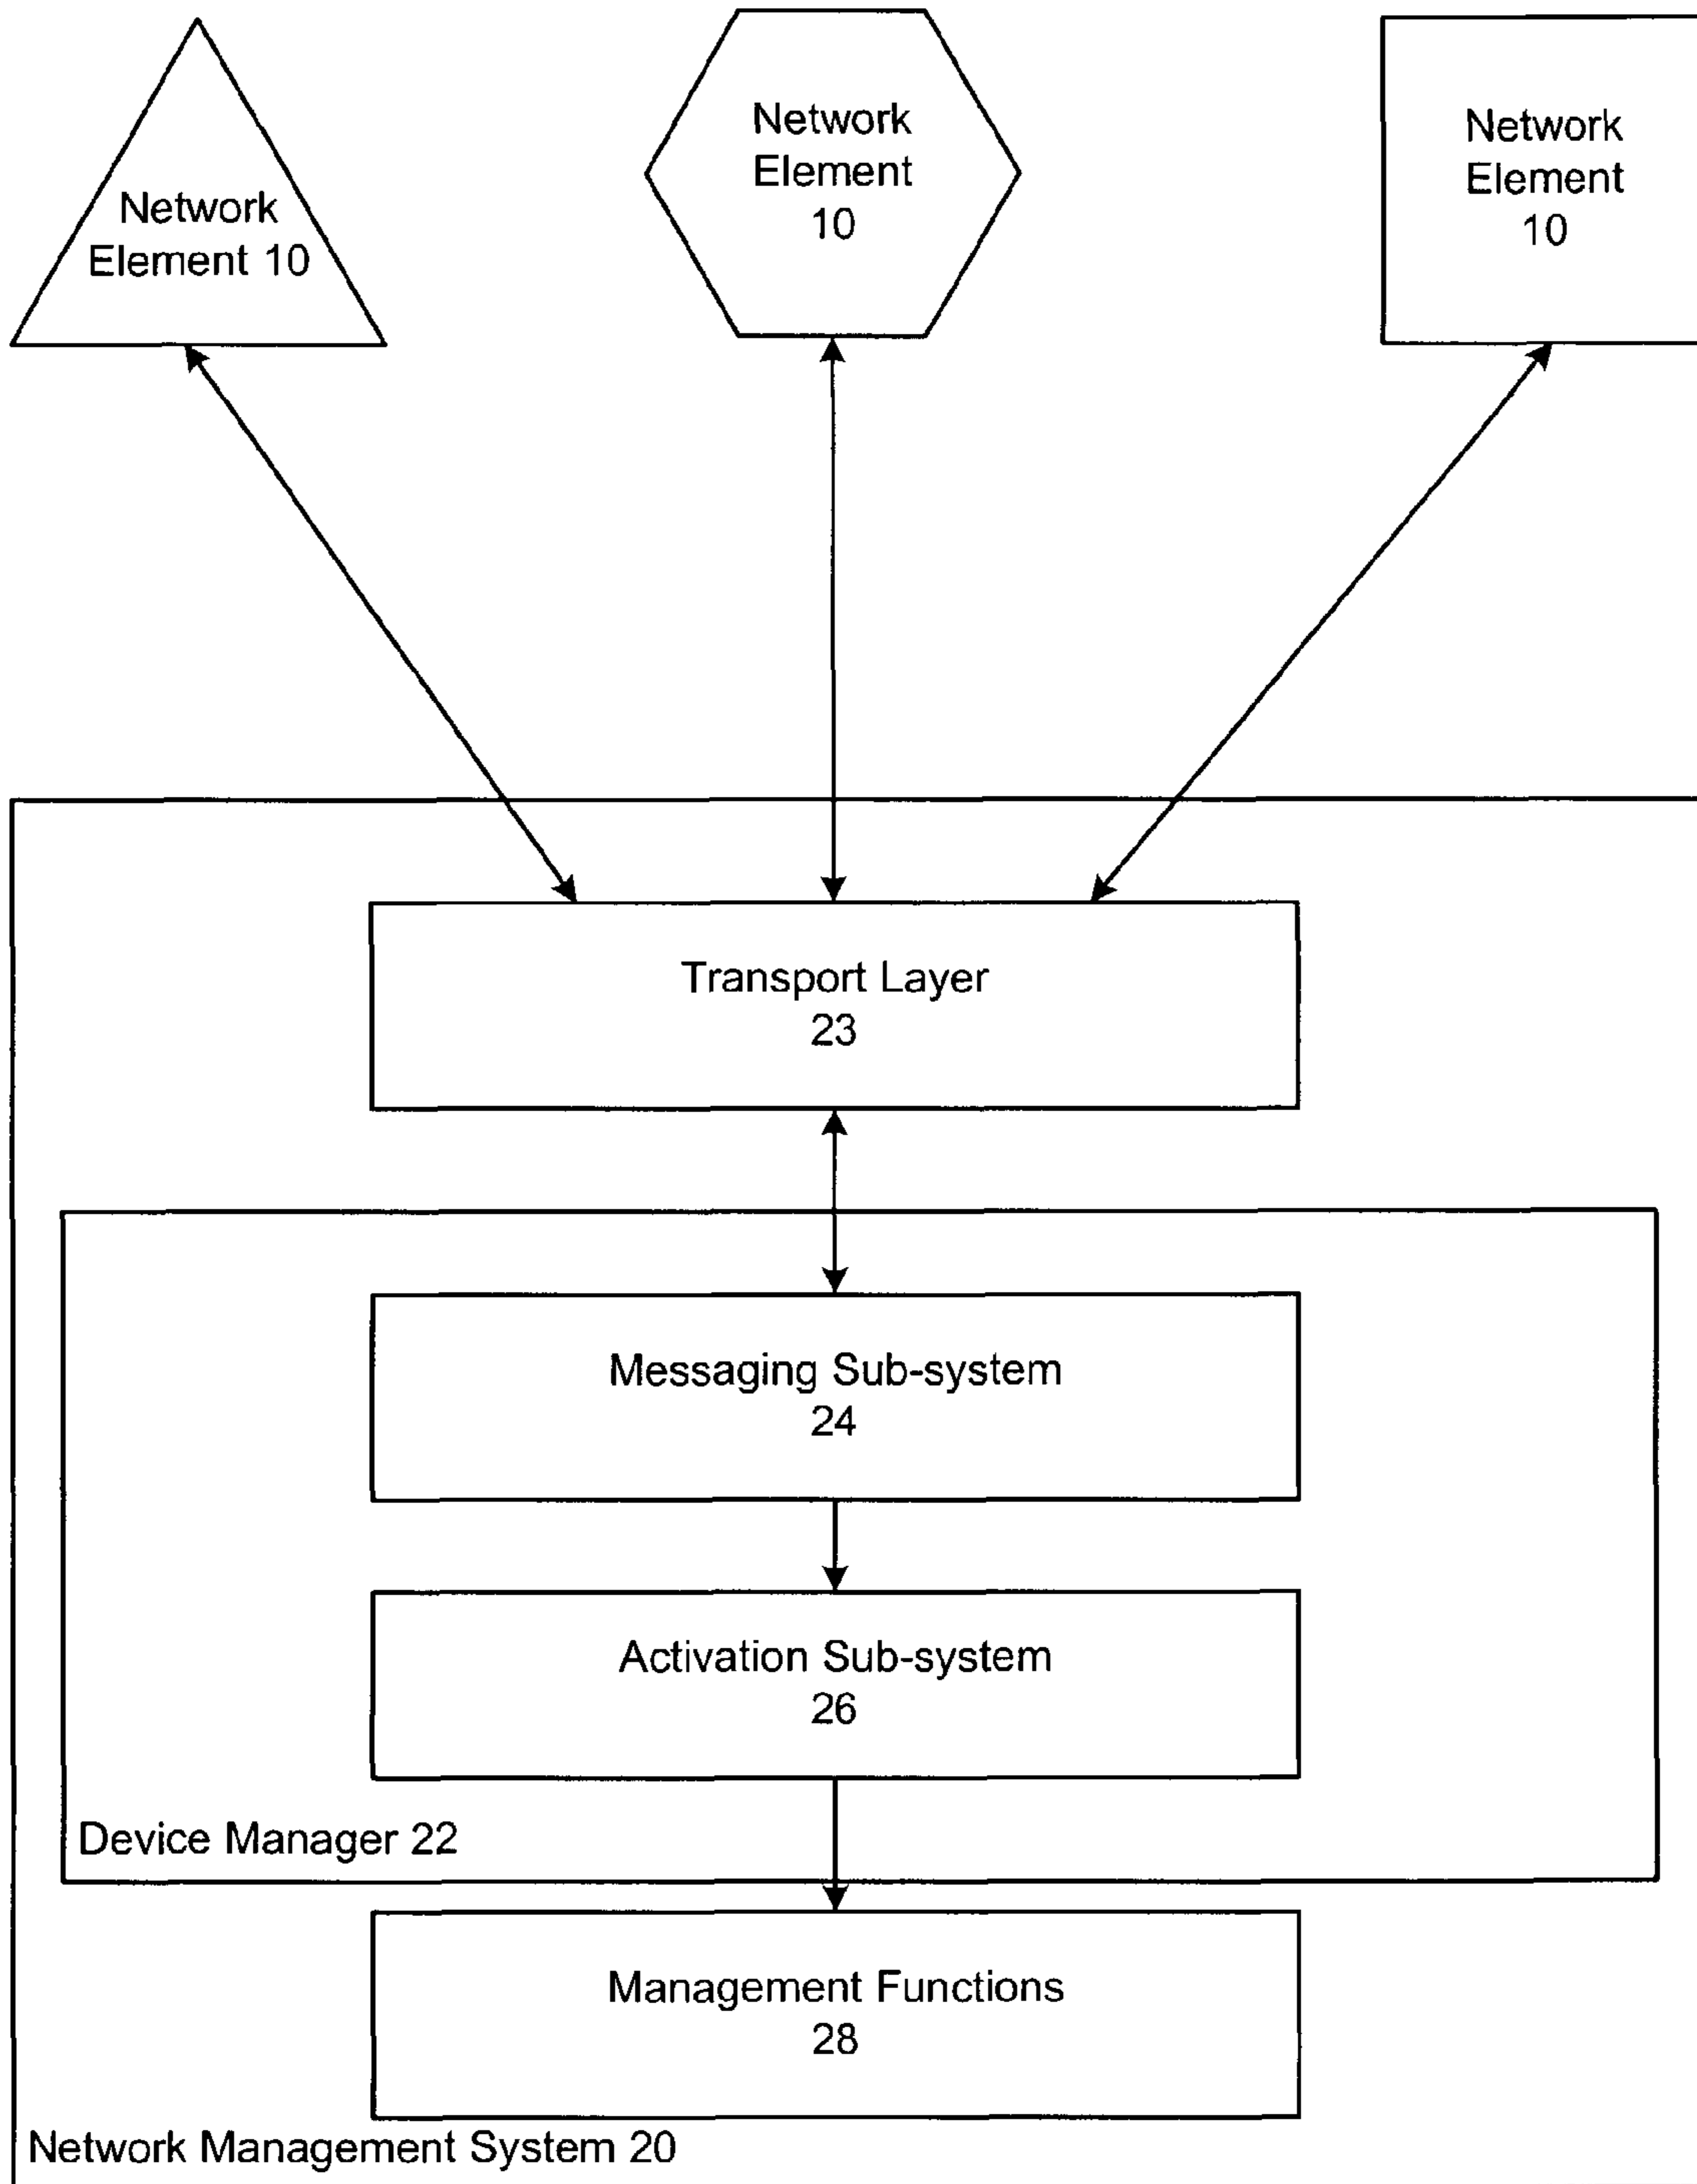 Network
Element 10
Network
Element
10
Network
Element
10
Transport Layer
23
Messaging Sub-system
24
Activation Sub-system
26
Device Manager 22
Management Functions
28
Network Management System 20